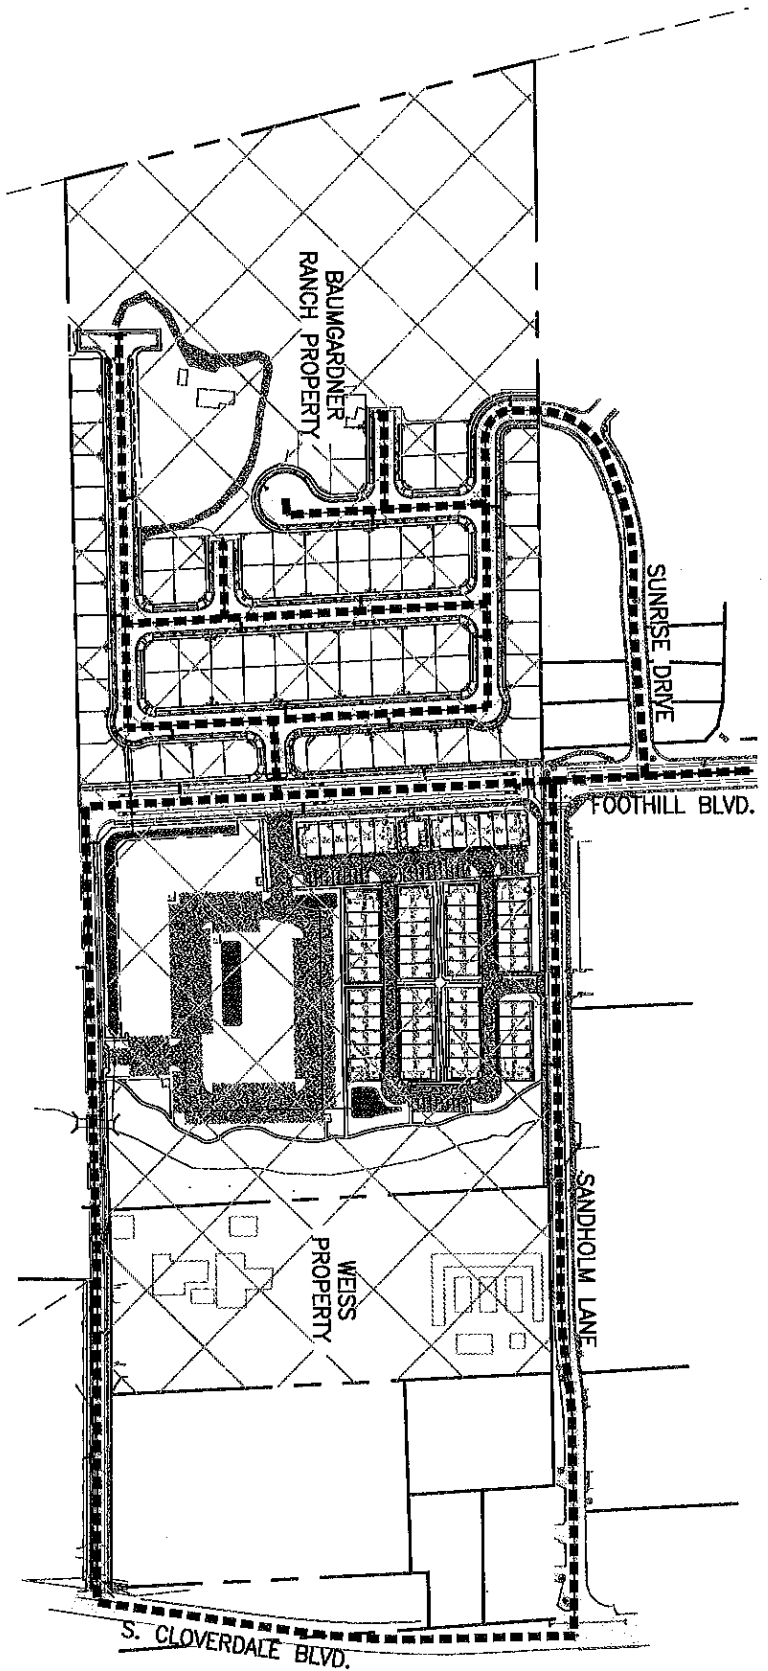 BAUMGARDNER
RANCH PROPERTY
SUNRISE DRIVE
FOOTHILL BLVD.
SANDHOLM LANE
WEISS
PROPERTY
S. CLOVERDALE BLVD.